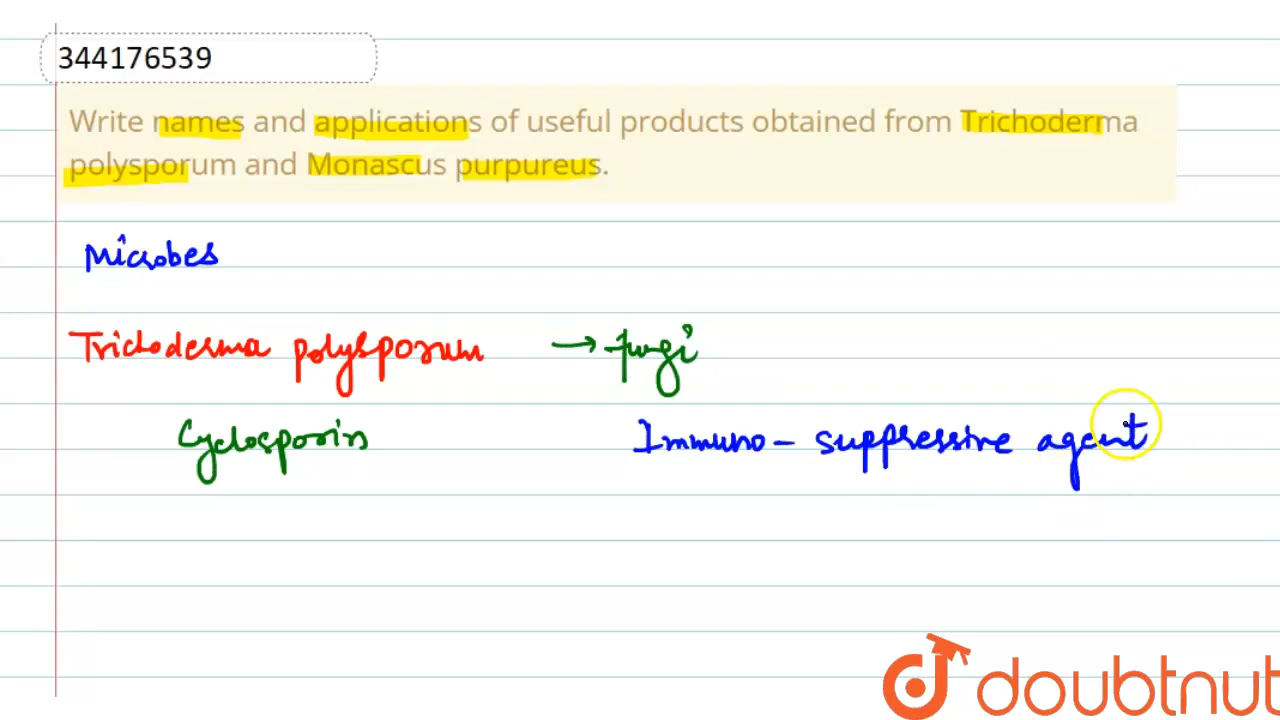 344176539
Write names and applications of useful products obtained from Trichoderma
polysporum and Monascus purpureus.
Microbes
Trichoderma polysporum → fungi
Cyclosporin Immuno - suppressive agent
doubtnut